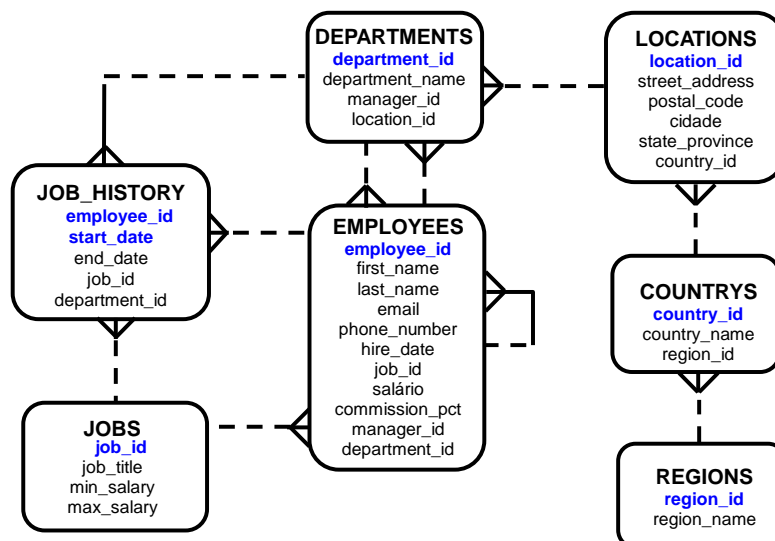 DEPARTMENTS
department_id
department_name
manager_id
location_id
LOCATIONS
location_id
street_address
postal_code
cidade
state_province
country_id
JOB_HISTORY
employee_id
start_date
end_date
job_id
department_id
EMPLOYEES
employee_id
first_name
last_name
email
phone_number
hire_date
job_id
salário
commission_pct
manager_id
department_id
COUNTRYS
country_id
country_name
region_id
JOBS
job_id
job_title
min_salary
max_salary
REGIONS
region_id
region_name